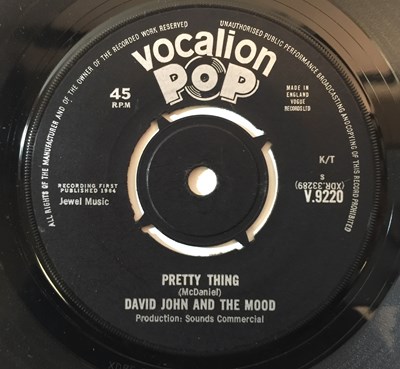 ALL RIGHTS OF THE MANUFACTURER AND OF THE OWNER OF THE RECORDED WORK RESERVED
UNAUTHORISED PUBLIC PERFORMANCE BROADCASTING AND COPYING OF THIS RECORD PROHIBITED
vocalion
POP
45
R.P.M
MADE IN
ENGLAND
VOGUE
RECORDS LTD
K/T
RECORDING FIRST
PUBLISHED 1964
Jewel Music
S
(XDR.33289)
V.9220
PRETTY THING
(McDaniel)
DAVID JOHN AND THE MOOD
Production: Sounds Commercial